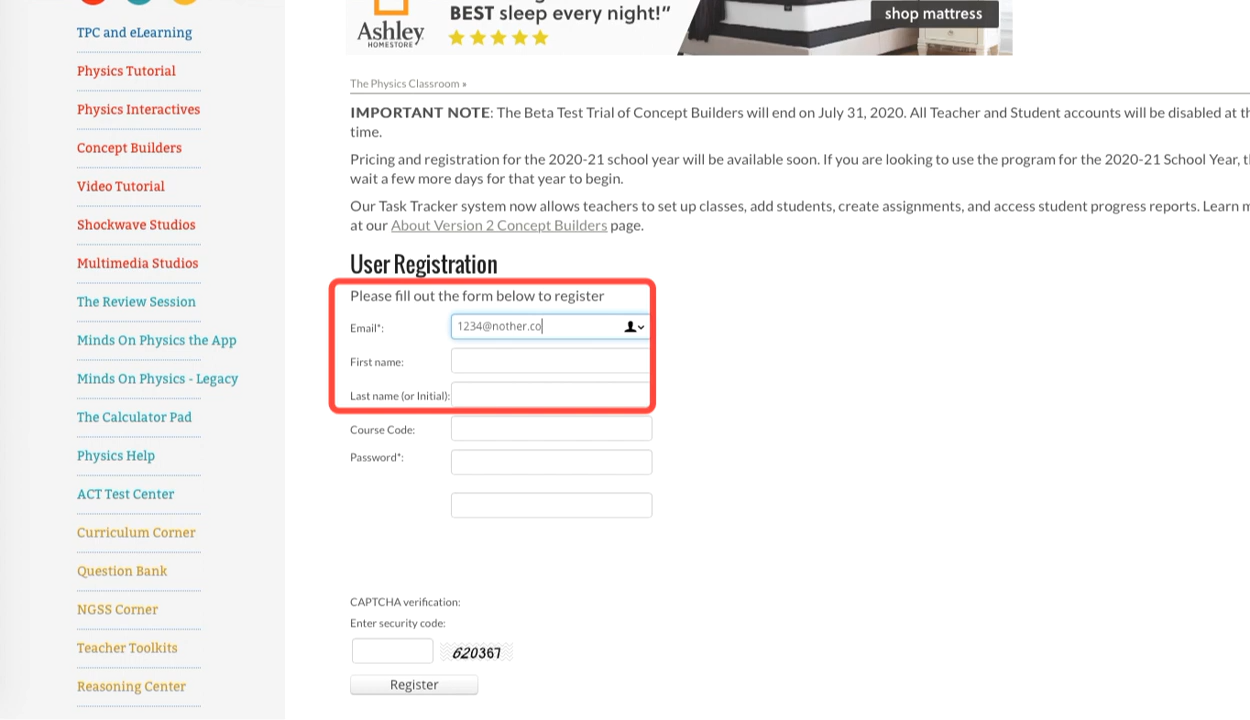 BEST sleep every night!”
shop mattress
Ashley
HOMESTORE
TPC and eLearning
Physics Tutorial
Physics Interactives
Concept Builders
Video Tutorial
Shockwave Studios
Multimedia Studios
The Review Session
Minds On Physics the App
Minds On Physics - Legacy
The Calculator Pad
Physics Help
ACT Test Center
Curriculum Corner
Question Bank
NGSS Corner
Teacher Toolkits
Reasoning Center
The Physics Classroom »
IMPORTANT NOTE: The Beta Test Trial of Concept Builders will end on July 31, 2020. All Teacher and Student accounts will be disabled at
time.
Pricing and registration for the 2020-21 school year will be available soon. If you are looking to use the program for the 2020-21 School Year,
wait a few more days for that year to begin.
Our Task Tracker system now allows teachers to set up classes, add students, create assignments, and access student progress reports. Learn
at our About Version 2 Concept Builders page.
User Registration
Please fill out the form below to register
Email*: 1234@nother.co
First name:
Last name (or Initial):
Course Code:
Password*:
CAPTCHA verification:
Enter security code:
620367
Register